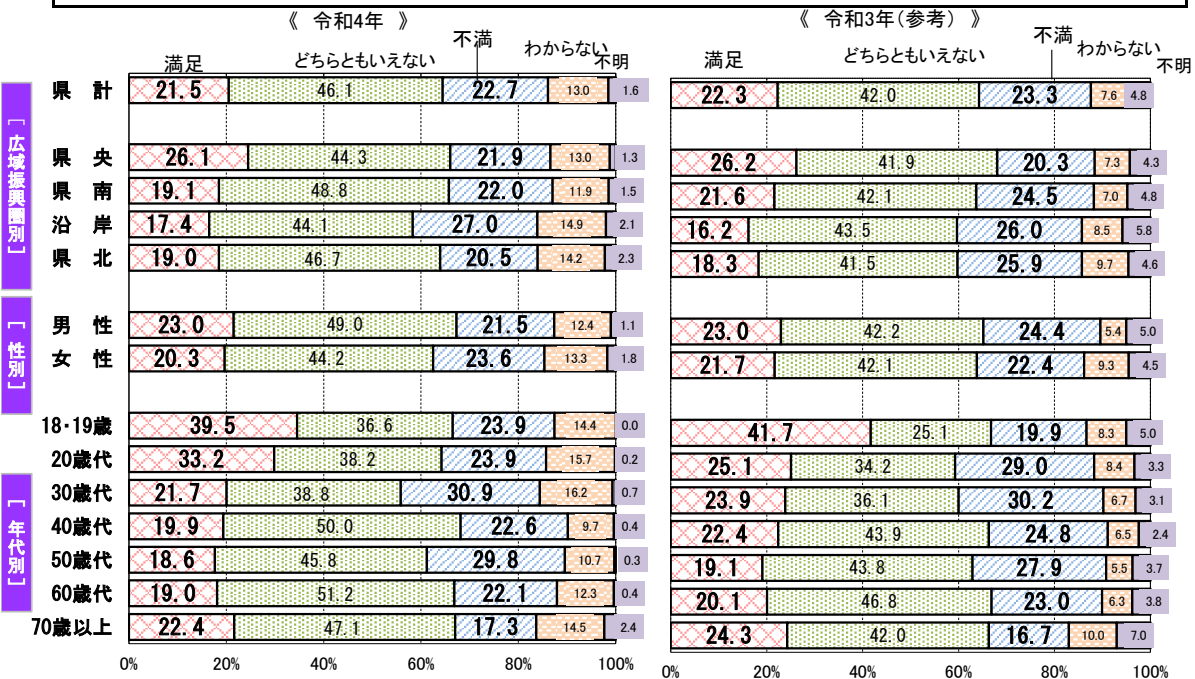 《 令和4年 》
満足 どちらともいえない 不満 わからない 不明
県 計 21.5 46.1 22.7 13.0 1.6
[ 広域振興圏別 ]
県 央 26.1 44.3 21.9 13.0 1.3
県 南 19.1 48.8 22.0 11.9 1.5
沿 岸 17.4 44.1 27.0 14.9 2.1
県 北 19.0 46.7 20.5 14.2 2.3
[ 性別 ]
男 性 23.0 49.0 21.5 12.4 1.1
女 性 20.3 44.2 23.6 13.3 1.8
18・19歳 39.5 36.6 23.9 14.4 0.0
20歳代 33.2 38.2 23.9 15.7 0.2
[ 年代別 ]
30歳代 21.7 38.8 30.9 16.2 0.7
40歳代 19.9 50.0 22.6 9.7 0.4
50歳代 18.6 45.8 29.8 10.7 0.3
60歳代 19.0 51.2 22.1 12.3 0.4
70歳以上 22.4 47.1 17.3 14.5 2.4
0% 20% 40% 60% 80% 100%
《 令和3年(参考) 》
満足 どちらともいえない 不満 わからない 不明
22.3 42.0 23.3 7.6 4.8
26.2 41.9 20.3 7.3 4.3
21.6 42.1 24.5 7.0 4.8
16.2 43.5 26.0 8.5 5.8
18.3 41.5 25.9 9.7 4.6
23.0 42.2 24.4 5.4 5.0
21.7 42.1 22.4 9.3 4.5
41.7 25.1 19.9 8.3 5.0
25.1 34.2 29.0 8.4 3.3
23.9 36.1 30.2 6.7 3.1
22.4 43.9 24.8 6.5 2.4
19.1 43.8 27.9 5.5 3.7
20.1 46.8 23.0 6.3 3.8
24.3 42.0 16.7 10.0 7.0
0% 20% 40% 60% 80% 100%